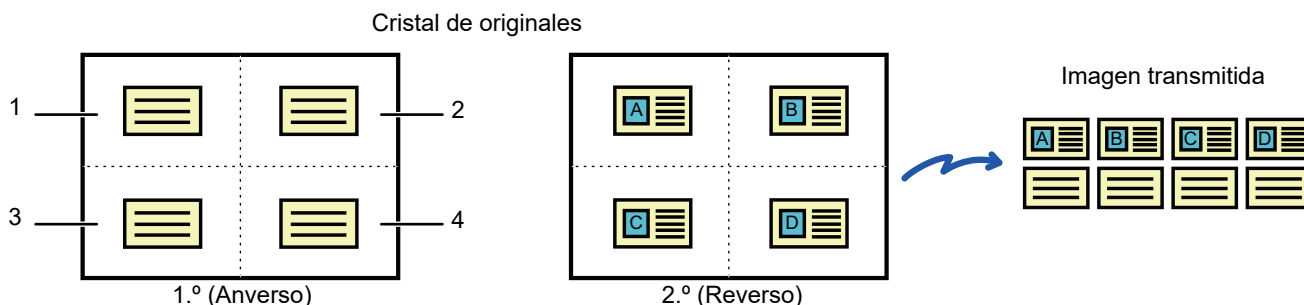 Cristal de originales
1
2
3
4
1.º (Anverso)
A
B
C
D
2.º (Reverso)
Imagen transmitida
A B C D